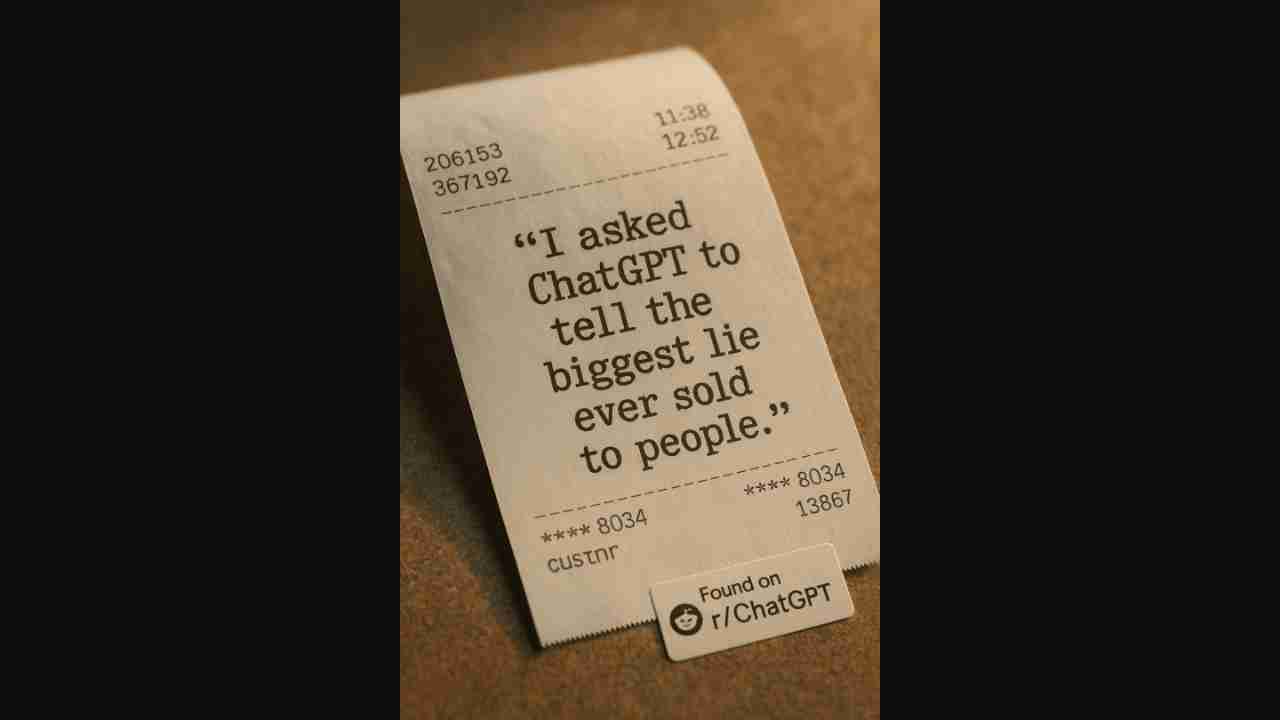 206153 11:38
367192 12:52
“I asked
ChatGPT to
tell the
biggest lie
ever sold
to people.”
**** 8034 **** 8034
custnr 13867
Found on
r/ChatGPT